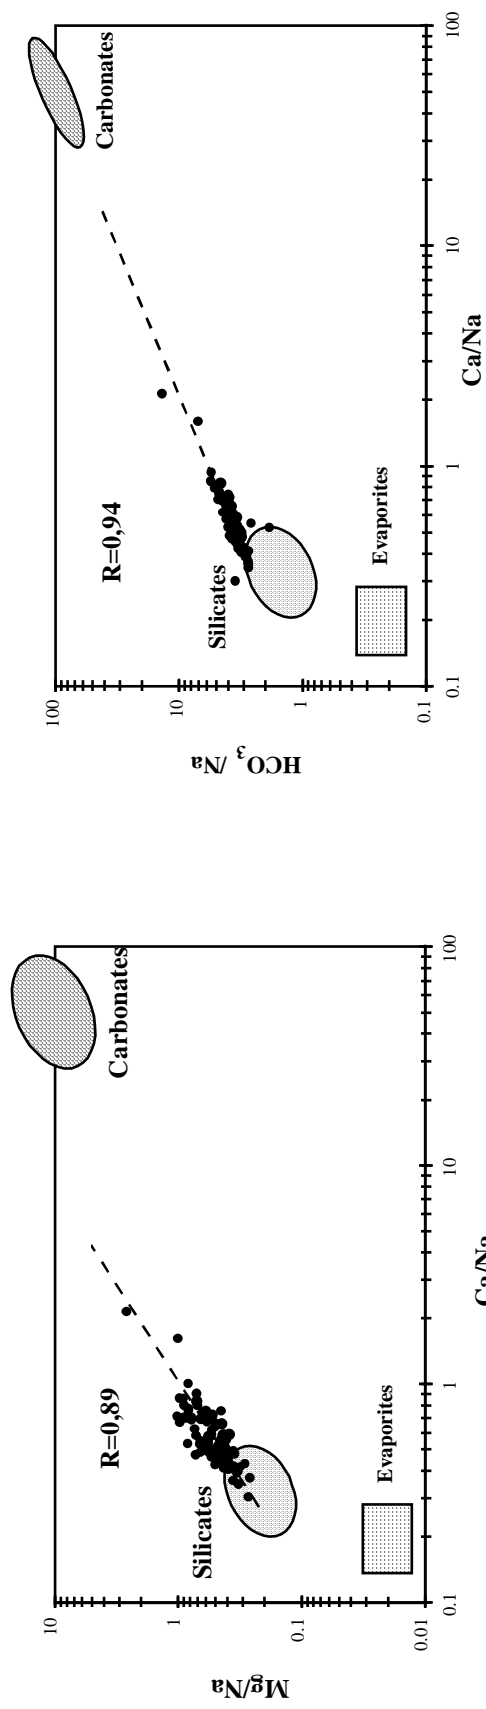 100
10
1
0.1
HCO3/Na
R=0,94
Carbonates
Silicates
Evaporites
0.1
1
10
100
Ca/Na
10
1
0.1
0.01
Mg/Na
R=0,89
Carbonates
Silicates
Evaporites
0.1
1
10
100
Ca/Na